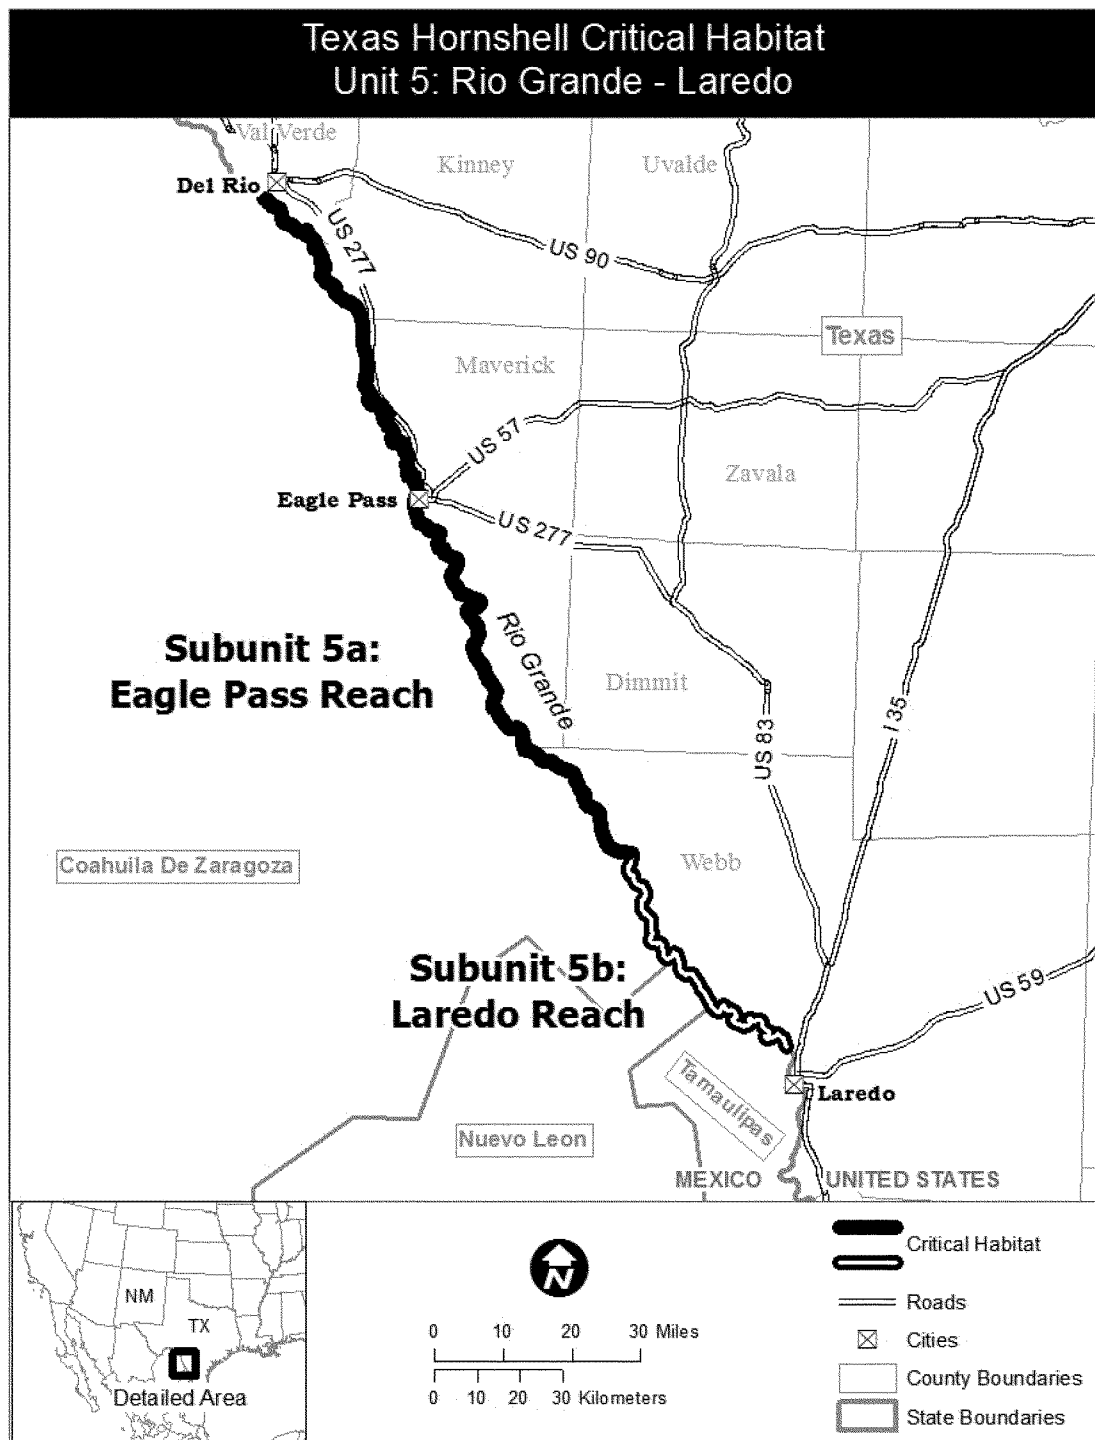 Texas Hornshell Critical Habitat
Unit 5: Rio Grande - Laredo
Val Verde
Kinney
Uvalde
Del Rio
US 277
US 90
Texas
Maverick
US 57
Zavala
Eagle Pass
US 277
Rio Grande
Subunit 5a:
Eagle Pass Reach
Dimmit
I 35
US 83
Coahuila De Zaragoza
Webb
Subunit 5b:
Laredo Reach
US 59
Tamaulipas
Laredo
Nuevo Leon
MEXICO
UNITED STATES
NM
TX
Detailed Area
N
0 10 20 30 Miles
0 10 20 30 Kilometers
Critical Habitat
Roads
Cities
County Boundaries
State Boundaries